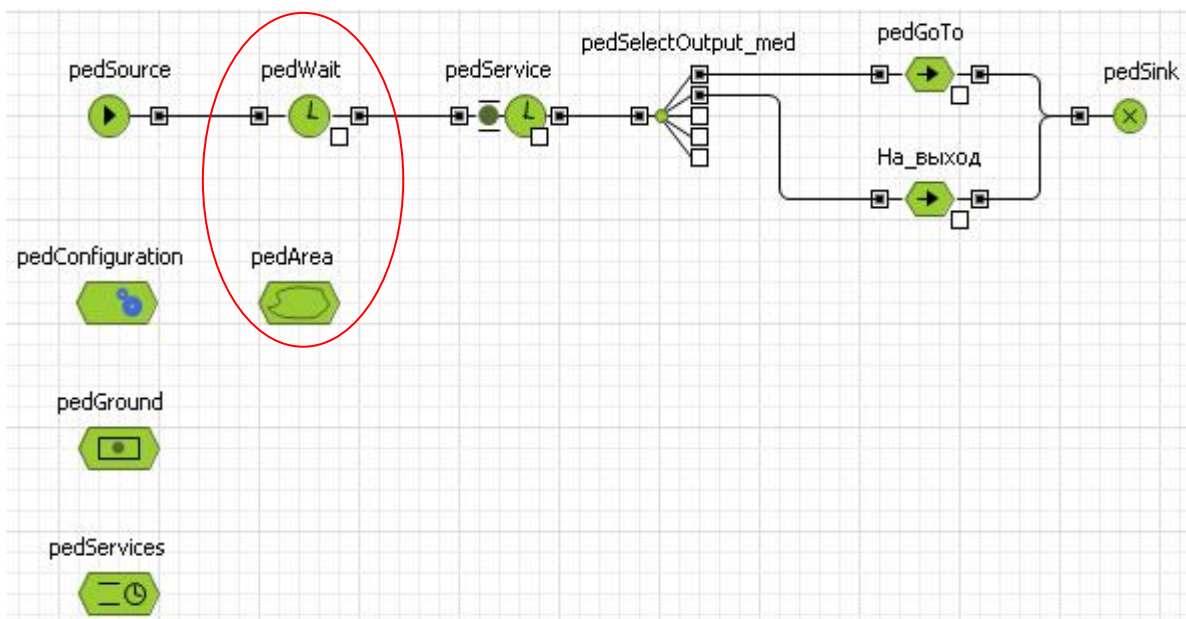 pedSource
pedWait
pedService
pedSelectOutput_med
pedGoTo
pedSink
На_выход
pedConfiguration
pedArea
pedGround
pedServices